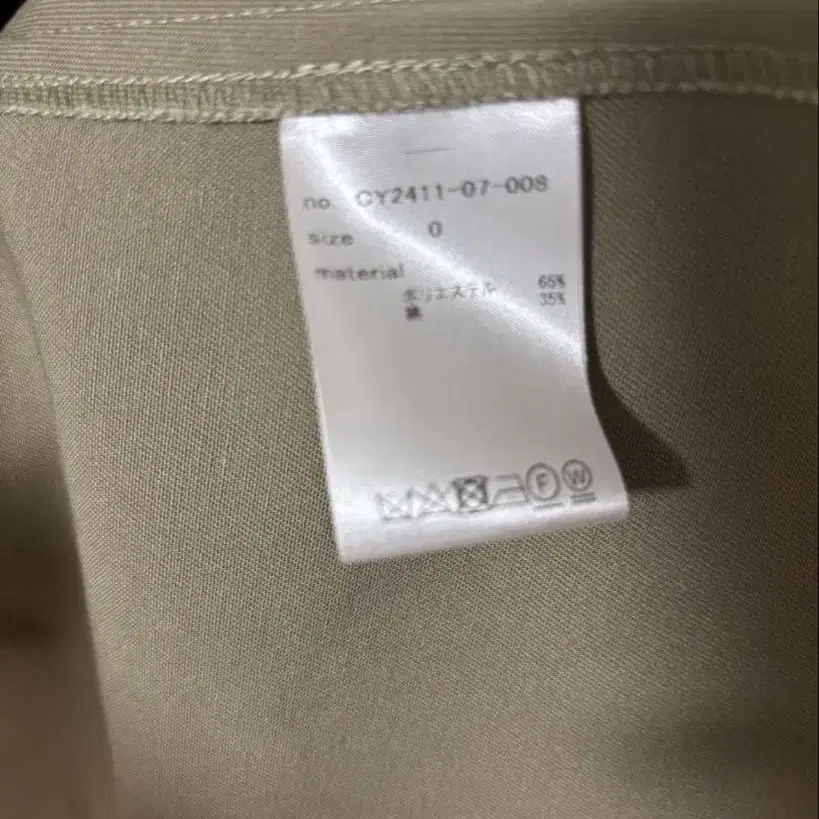 no. CY2411-07-008
size 0
material
ポリエステル 65%
綿 35%
F W